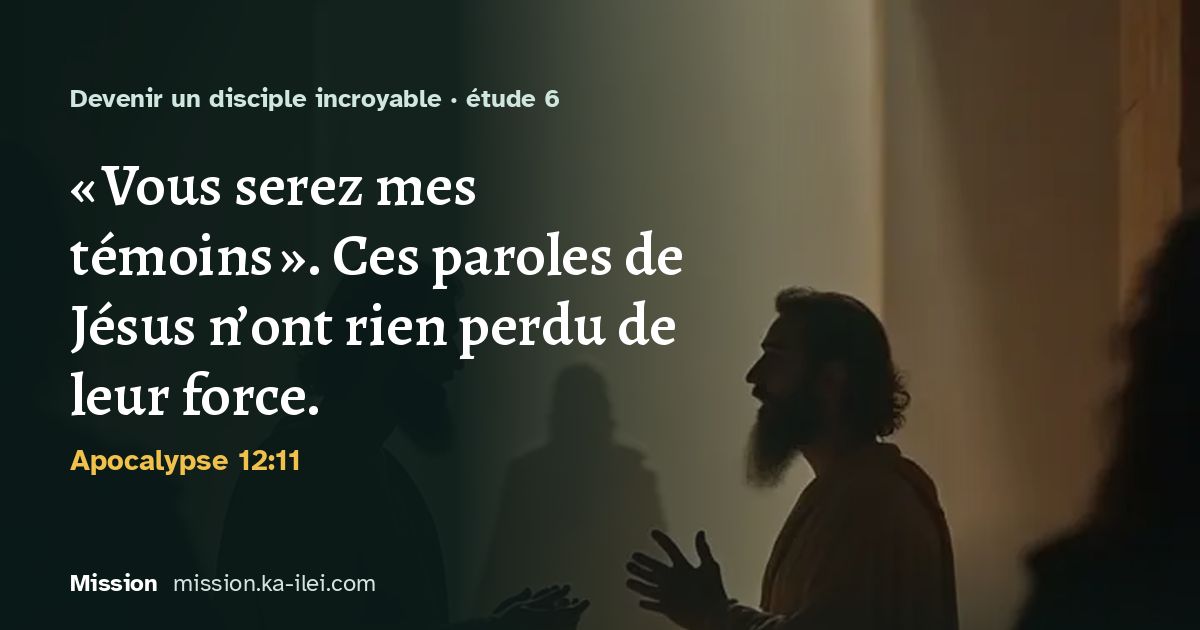 Devenir un disciple incroyable · étude 6
« Vous serez mes
témoins ». Ces paroles de
Jésus n’ont rien perdu de
leur force.
Apocalypse 12:11
Mission mission.ka-ilei.com